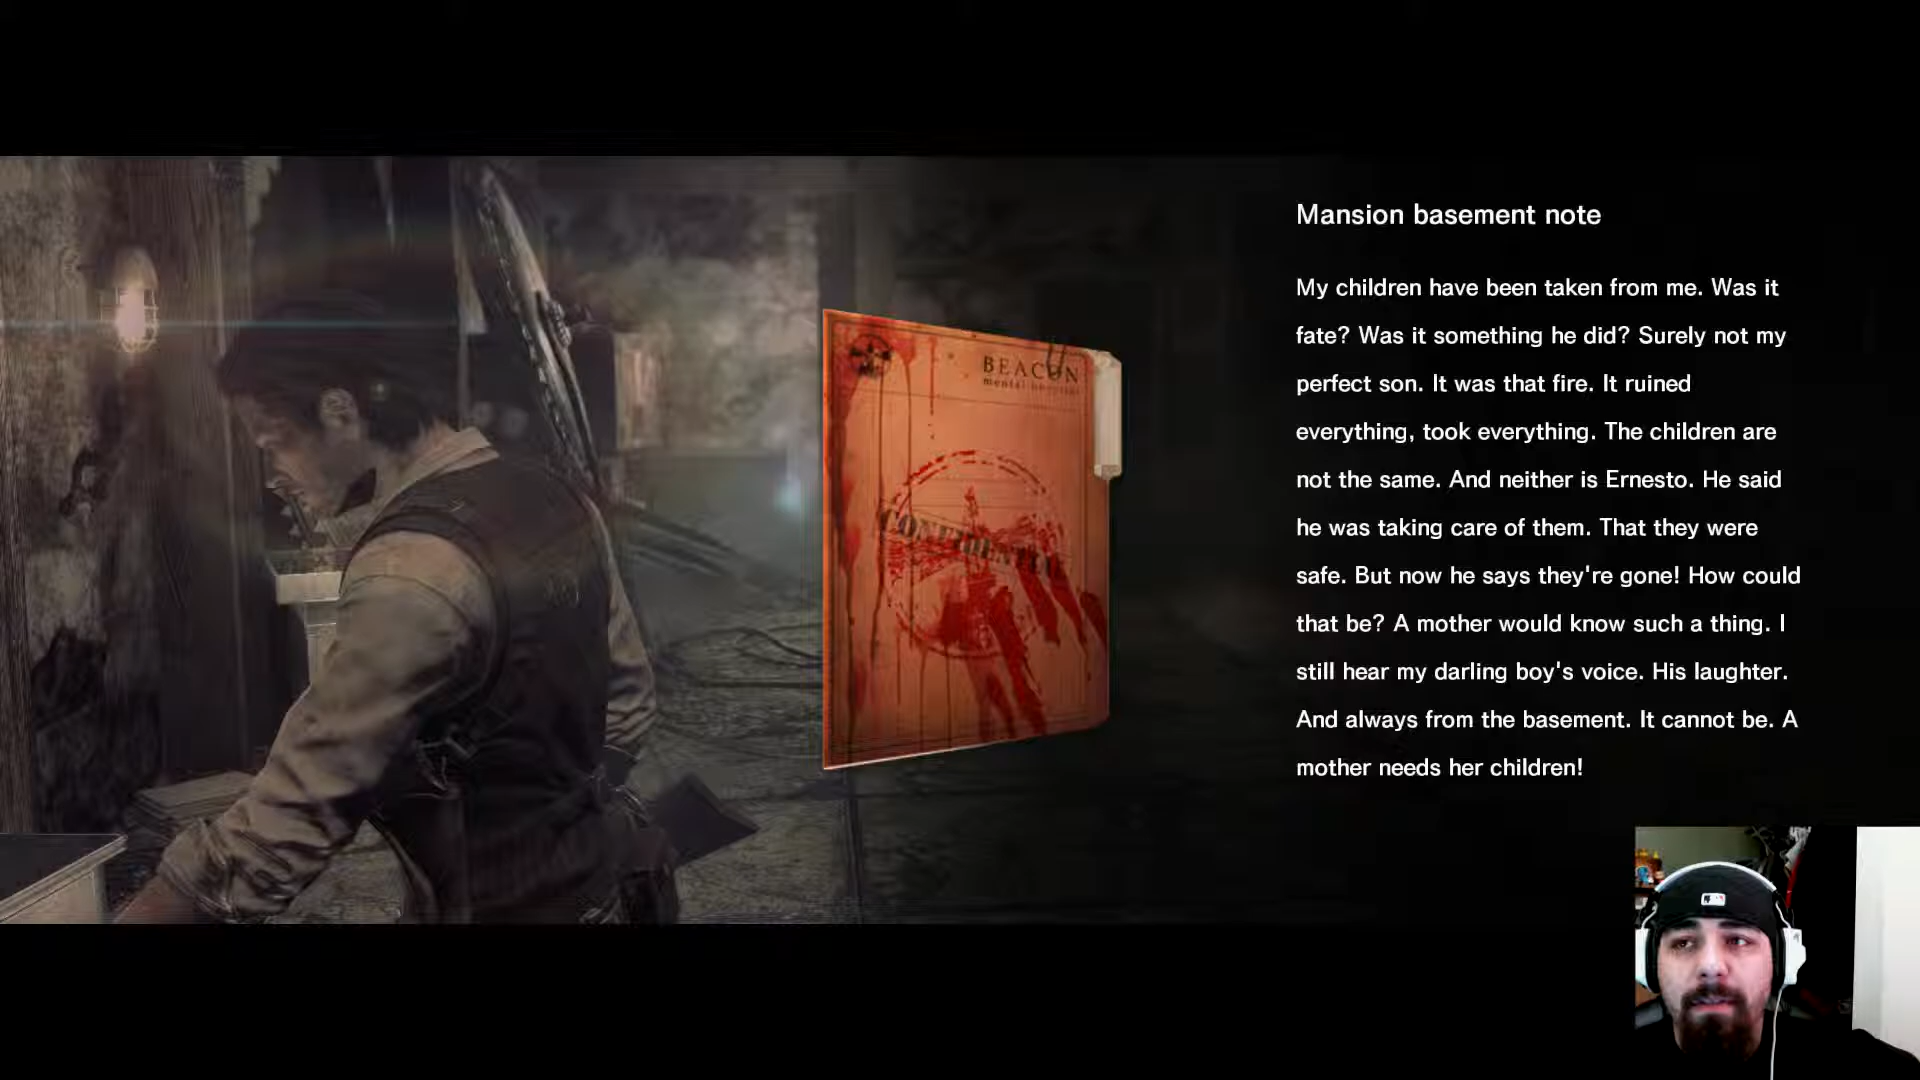 Mansion basement note
My children have been taken from me. Was it
fate? Was it something he did? Surely not my
perfect son. It was that fire. It ruined
everything, took everything. The children are
not the same. And neither is Ernesto. He said
he was taking care of them. That they were
safe. But now he says they're gone! How could
that be? A mother would know such a thing. I
still hear my darling boy's voice. His laughter.
And always from the basement. It cannot be. A
mother needs her children!
BEACON
mental hospital
CONFIDENTIAL